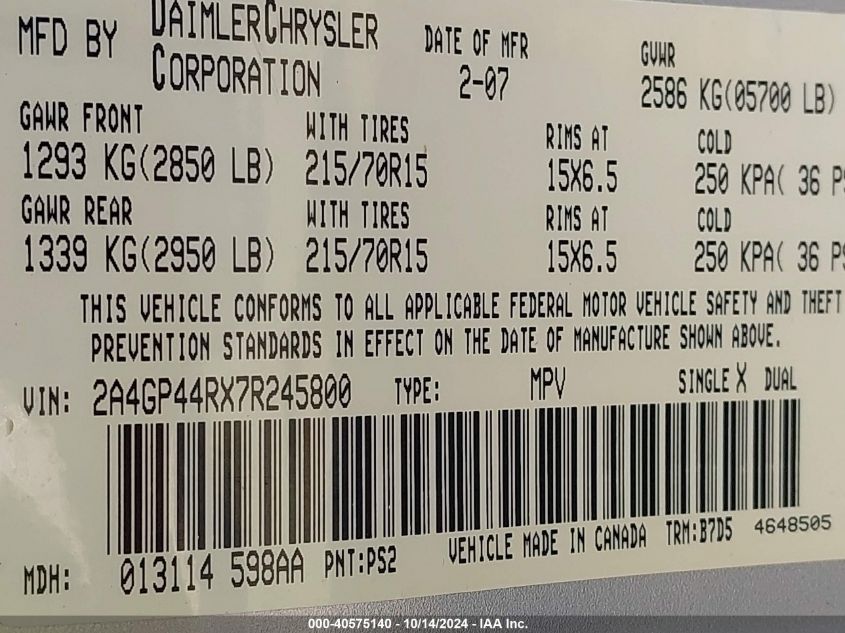 MFD BY DAIMLERCHRYSLER CORPORATION DATE OF MFR 2-07 GVWR 2586 KG(05700 LB)
GAWR FRONT WITH TIRES RIMS AT COLD
1293 KG(2850 LB) 215/70R15 15X6.5 250 KPA( 36 PS
GAWR REAR WITH TIRES RIMS AT COLD
1339 KG(2950 LB) 215/70R15 15X6.5 250 KPA( 36 PS
THIS VEHICLE CONFORMS TO ALL APPLICABLE FEDERAL MOTOR VEHICLE SAFETY AND THEFT
PREVENTION STANDARDS IN EFFECT ON THE DATE OF MANUFACTURE SHOWN ABOVE.
VIN: 2A4GP44RX7R245800 TYPE: MPV SINGLE X DUAL
MDH: 013114 598AA PNT:PS2 VEHICLE MADE IN CANADA TRM:B7D5 4648505
000-40575140 - 10/14/2024 - IAA Inc.